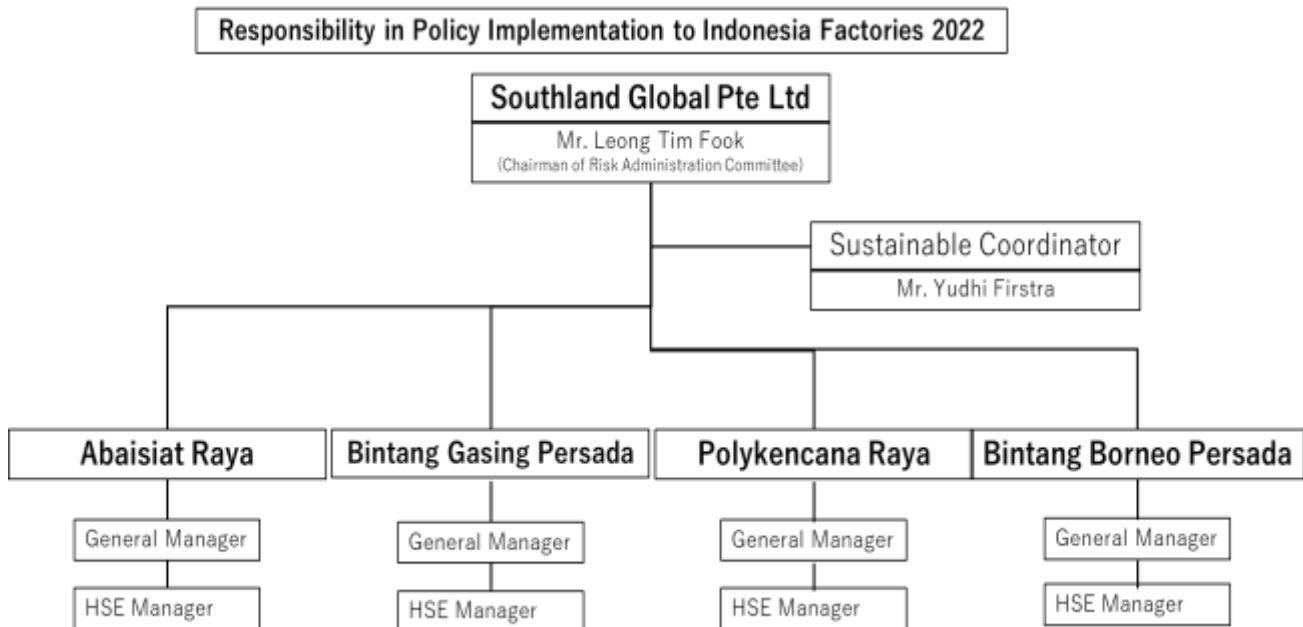 Responsibility in Policy Implementation to Indonesia Factories 2022
Southland Global Pte Ltd
Mr. Leong Tim Fook
(Chairman of Risk Administration Committee)
Sustainable Coordinator
Mr. Yudhi Firstra
Abaisiat Raya
Bintang Gasing Persada
Polykencana Raya
Bintang Borneo Persada
General Manager
General Manager
General Manager
General Manager
HSE Manager
HSE Manager
HSE Manager
HSE Manager